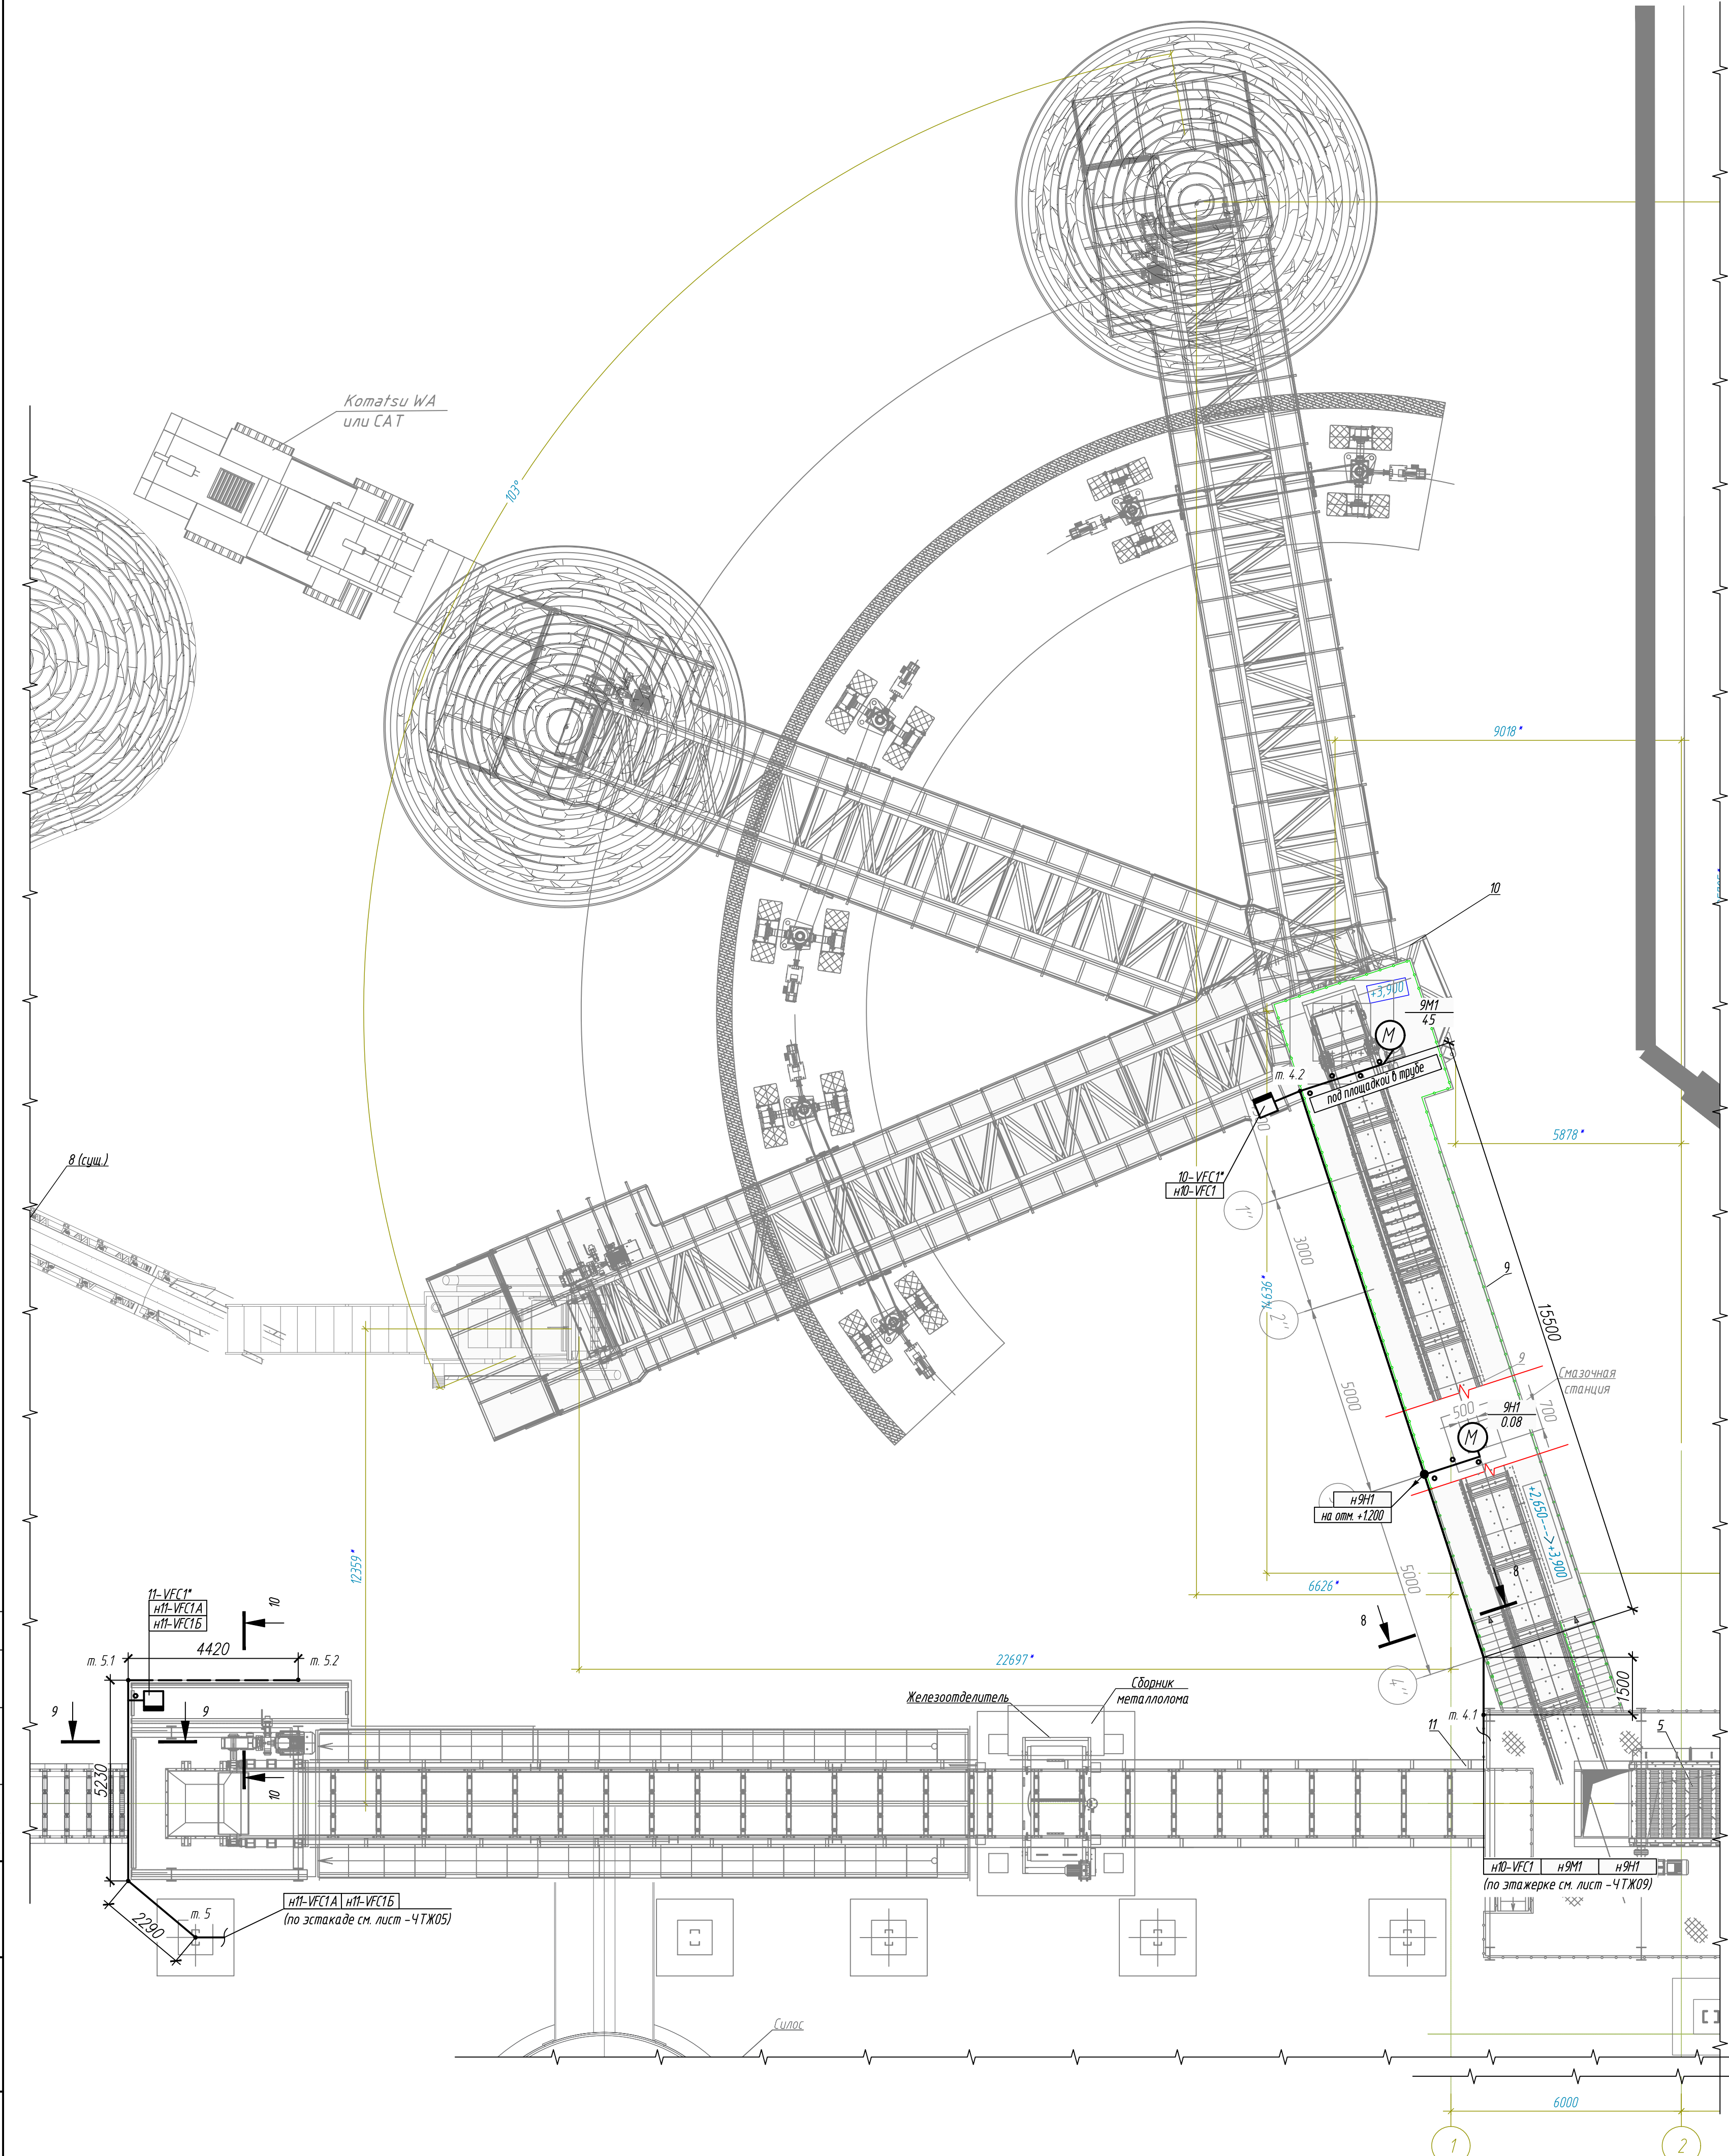 Komatsu WA
или CAT
103°
9018*
10
+3,900
9М1
45
т. 4.2
под площадкой в трубе
5878*
8 (сущ.)
10-VFC1*
н10-VFC1
1''
3000
14636*
9
2''
15500
9
Смазочная
станция
5000
500
700
9Н1
0.08
н9Н1
на отм. +1.200
+2,650--->+3,900
12359*
5000
6626*
8
8
11-VFC1*
н11-VFC1А
н11-VFC1Б
10
4420
т. 5.1
т. 5.2
22697*
4''
1500
Железоотделитель
Сборник
металлолома
9
9
т. 4.1
11
5
5230
10
н10-VFC1
н9М1
н9Н1
(по этажерке см. лист -ЧТЖ09)
н11-VFC1А
н11-VFC1Б
(по эстакаде см. лист -ЧТЖ05)
т. 5
2290
Силос
6000
1
2
М
М